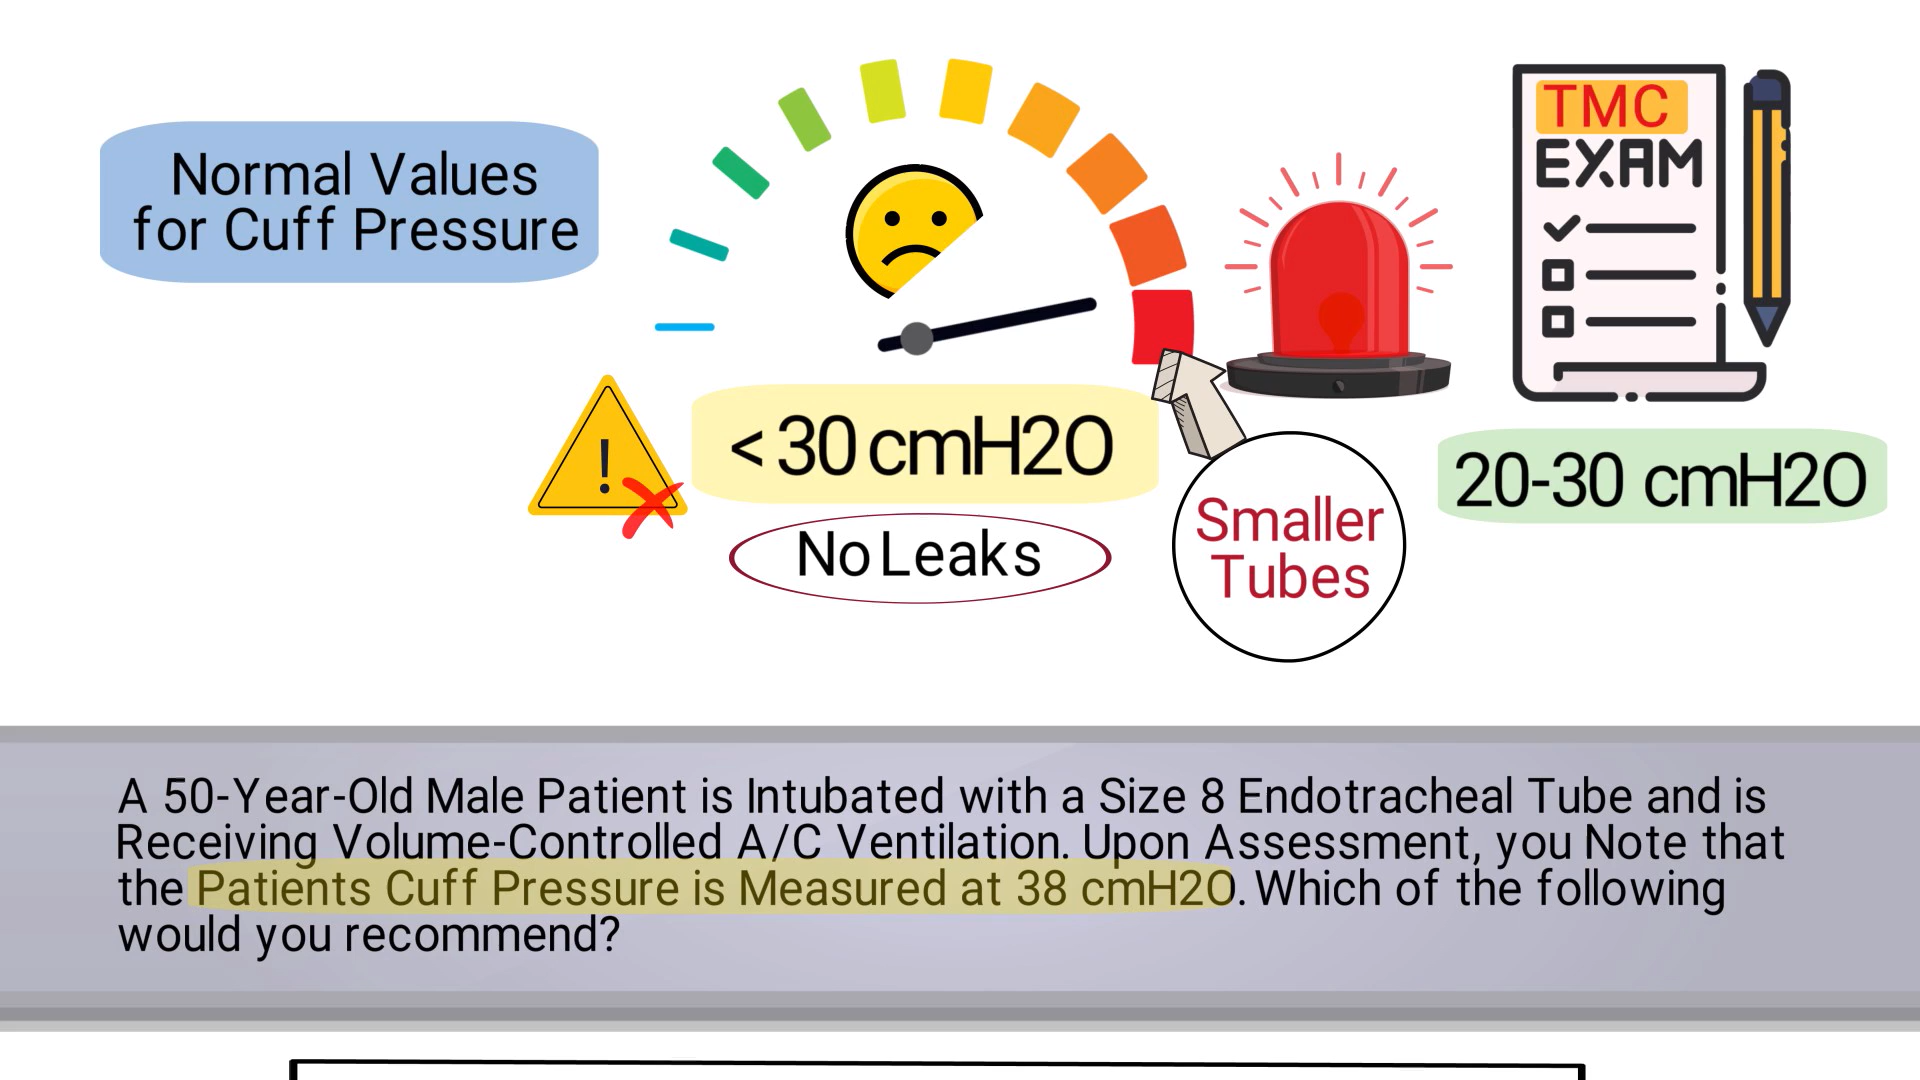 Normal Values
for Cuff Pressure
TMC
EXAM
!
< 30 cmH2O
No Leaks
Smaller
Tubes
20-30 cmH2O
A 50-Year-Old Male Patient is Intubated with a Size 8 Endotracheal Tube and is
Receiving Volume-Controlled A/C Ventilation. Upon Assessment, you Note that
the Patients Cuff Pressure is Measured at 38 cmH2O. Which of the following
would you recommend?